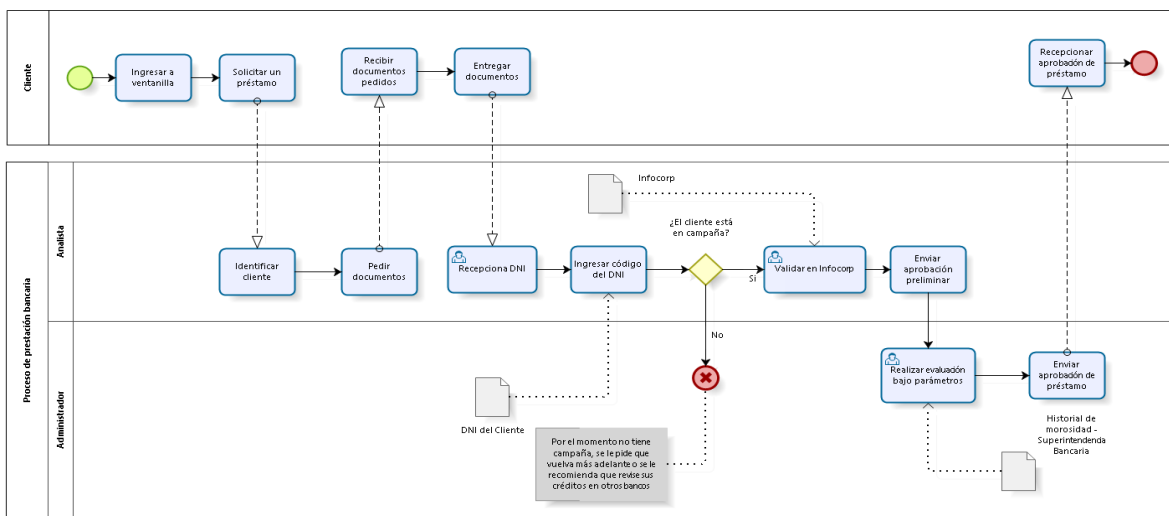 Cliente
Ingresar a
ventanilla
Solicitar un
préstamo
Recibir
documentos
pedidos
Entregar
documentos
Recepcionar
aprobación de
préstamo
Proceso de prestación bancaria
Analista
Infocorp
¿El cliente está
en campaña?
Identificar
cliente
Pedir
documentos
Recepciona DNI
Ingresar código
del DNI
Si
Validar en Infocorp
Enviar
aprobación
preliminar
Administrador
No
DNI del Cliente
Por el momento no tiene
campaña, se le pide que
vuelva más adelante o se le
recomienda que revise sus
créditos en otros bancos
Realizar evaluación
bajo parámetros
Enviar
aprobación de
préstamo
Historial de
morosidad -
Superintendenda
Bancaria